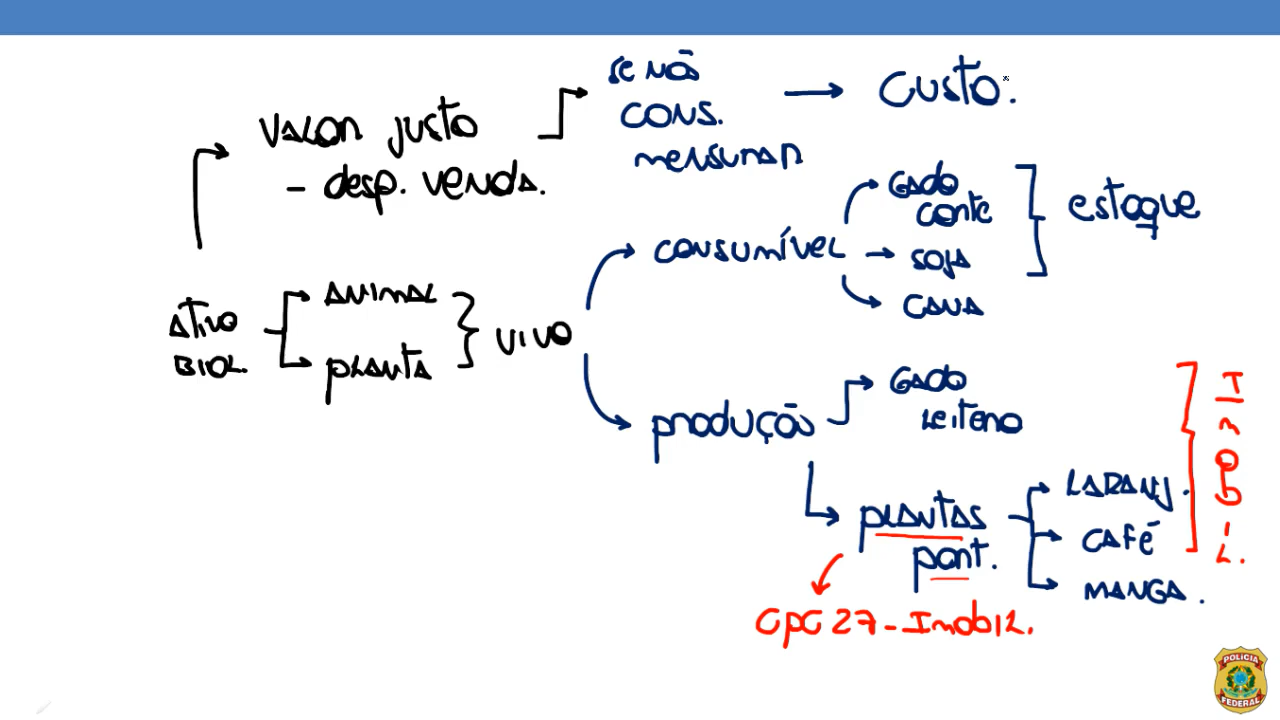 se não
cons.
mensurar
custo.
valor justo
- desp. venda.
gado
corte
soja
cana
estoque
consumível
ativo
biol.
animal
planta
vivo
produção
gado
leiteiro
plantas
port.
laranj.
café
manga.
Imobil.
CPC 27 - Imobil.
POLÍCIA
FEDERAL